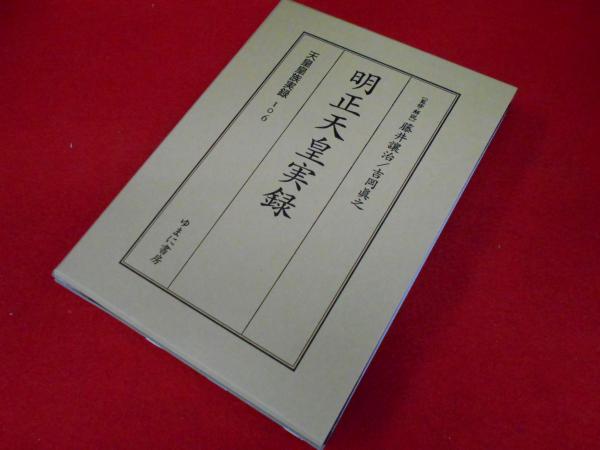 〔監修・解説〕藤井讓治/吉岡眞之
明正天皇実録
天皇皇族実録 106
ゆまに書房